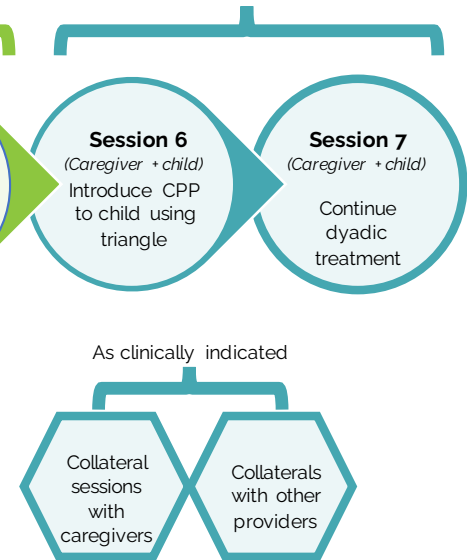 Session 6
(Caregiver + child)
Introduce CPP
to child using
triangle
Session 7
(Caregiver + child)
Continue
dyadic
treatment
As clinically indicated
Collateral
sessions
with
caregivers
Collaterals
with other
providers